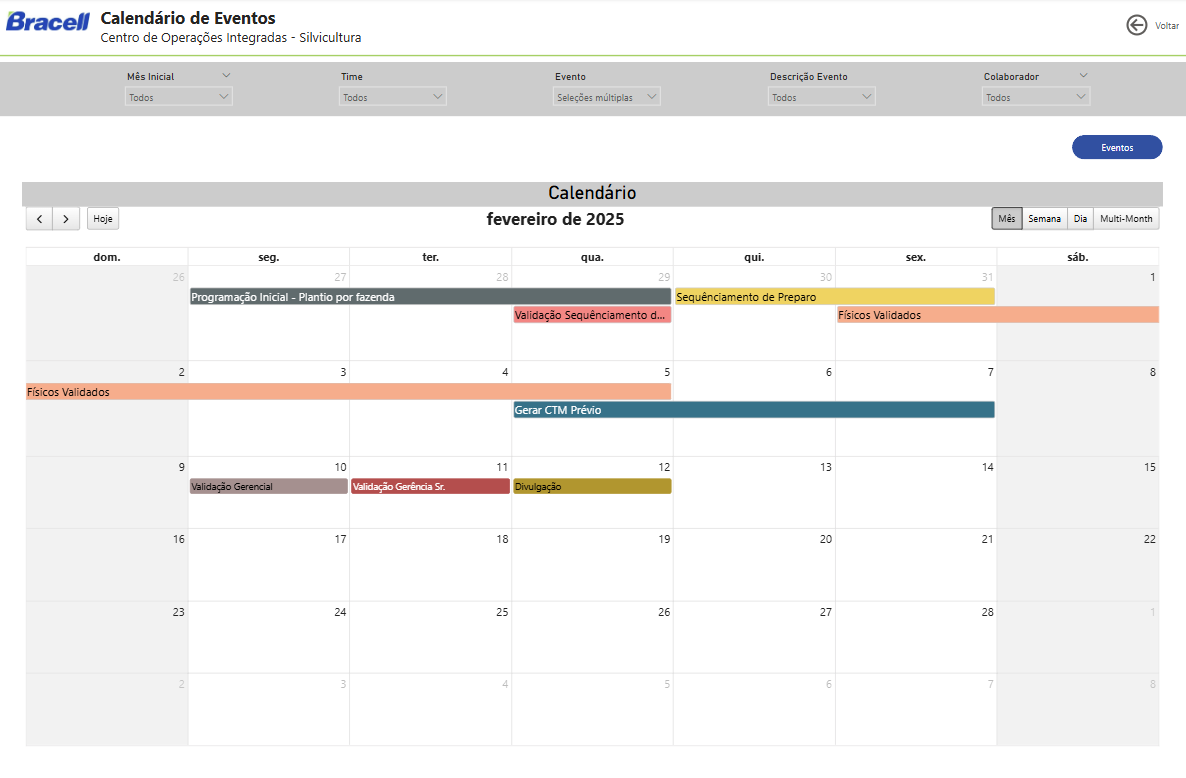 Bracell
Calendário de Eventos
Centro de Operações Integradas - Silvicultura
Voltar
Mês Inicial Time Evento Descrição Evento Colaborador
Todos Todos Seleções múltiplas Todos Todos
Eventos
Calendário
Hoje fevereiro de 2025 Mês Semana Dia Multi-Month
dom. seg. ter. qua. qui. sex. sáb.
26 27 28 29 30 31 1
Programação Inicial - Plantio por fazenda Sequênciamento de Preparo
Validação Sequênciamento d... Físicos Validados
2 3 4 5 6 7 8
Físicos Validados
Gerar CTM Prévio
9 10 11 12 13 14 15
Validação Gerencial Validação Gerência Sr. Divulgação
16 17 18 19 20 21 22
23 24 25 26 27 28 1
2 3 4 5 6 7 8